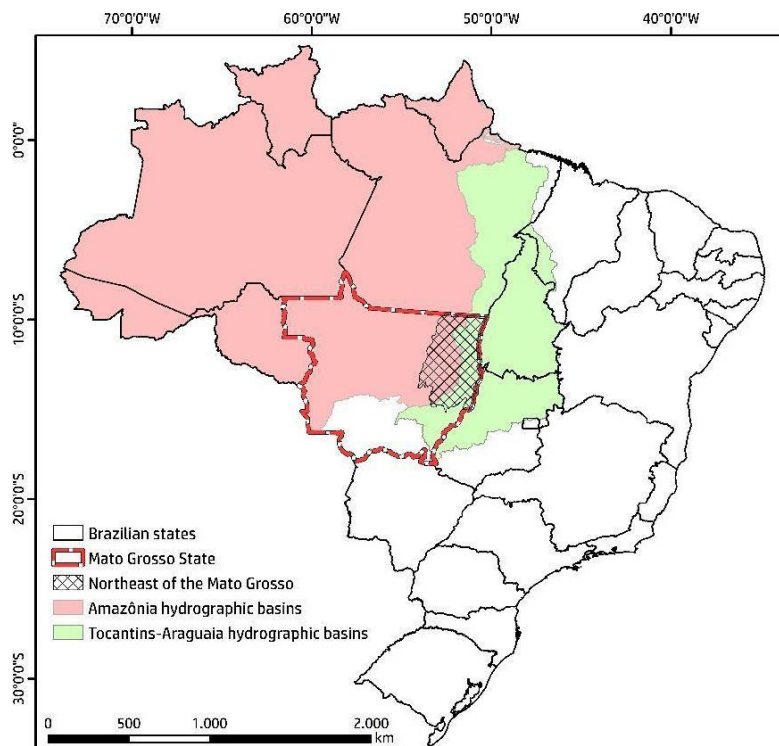 70°0'0"W 60°0'0"W 50°0'0"W 40°0'0"W
0°0'0"
10°0'0"S
20°0'0"S
30°0'0"S
Brazilian states
Mato Grosso State
Northeast of the Mato Grosso
Amazônia hydrographic basins
Tocantins-Araguaia hydrographic basins
0 500 1.000 2.000
km